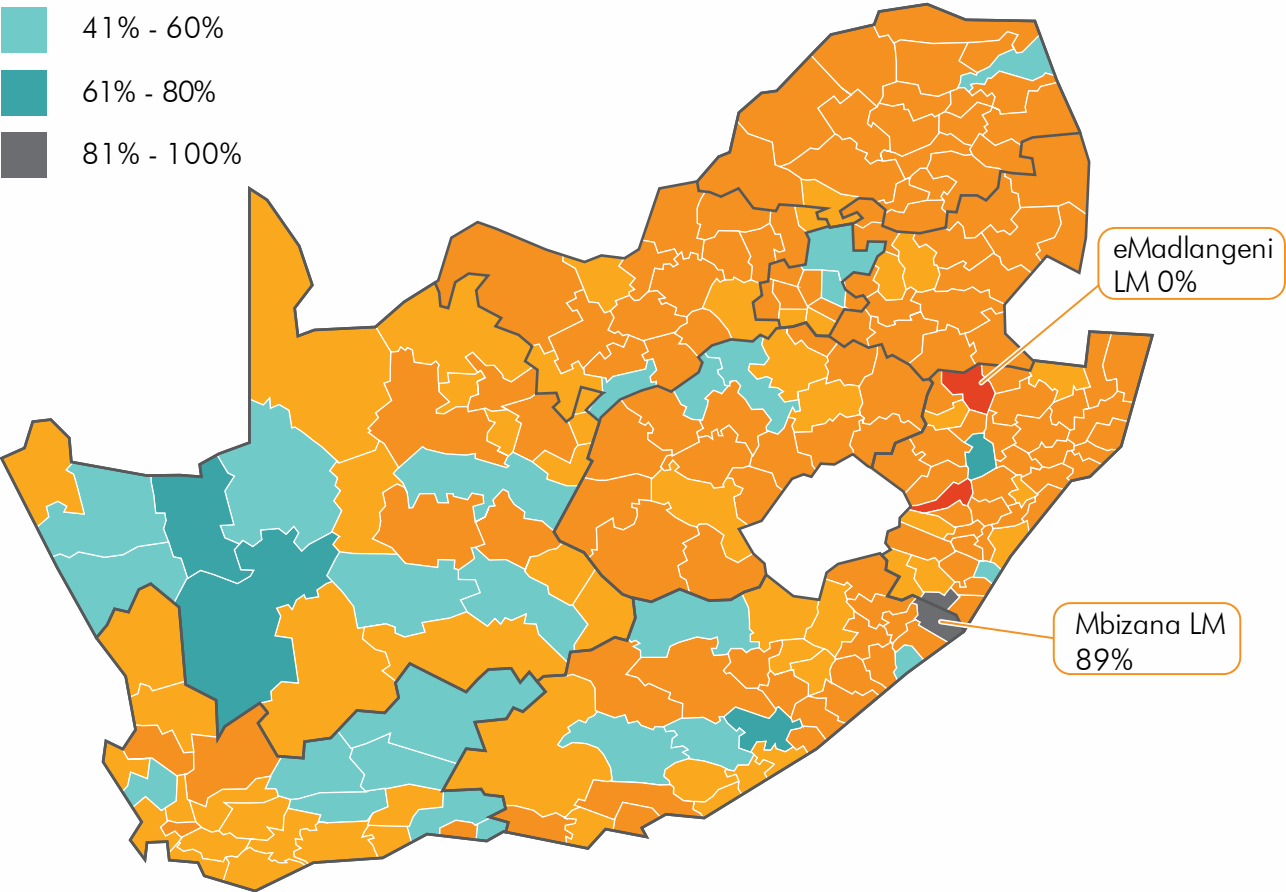 41% - 60%
61% - 80%
81% - 100%
eMadlangeni
LM 0%
Mbizana LM
89%